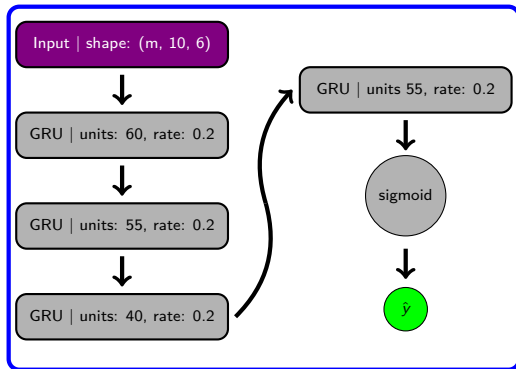 Input | shape: (m, 10, 6)
GRU | units: 60, rate: 0.2
GRU | units: 55, rate: 0.2
GRU | units: 40, rate: 0.2
GRU | units 55, rate: 0.2
sigmoid
ŷ